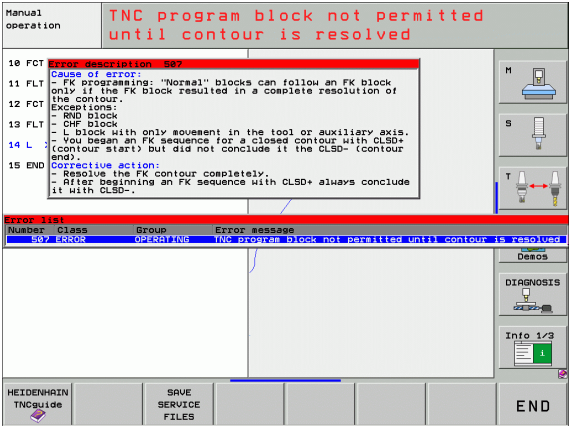 Manual
operation
TNC program block not permitted
until contour is resolved
10 FCT
11 FLT
12 FCT
13 FLT
14 L
15 END
Error description 507
Cause of error:
- FK programming: "Normal" blocks can follow an FK block
only if the FK block resulted in a complete resolution of
the contour.
Exceptions:
- RND block
- CHF block
- L block with only movement in the tool or auxiliary axis.
- You began an FK sequence for a closed contour with CLSD+
(contour start) but did not conclude it the CLSD- (contour
end).
Corrective action:
- Resolve the FK contour completely.
- After beginning an FK sequence with CLSD+ always conclude
it with CLSD-.
Error list
Number Class Group Error message
507 ERROR OPERATING TNC program block not permitted until contour is resolved
M
S
T
Demos
DIAGNOSIS
Info 1/3
i
HEIDENHAIN
TNCguide
SAVE
SERVICE
FILES
END